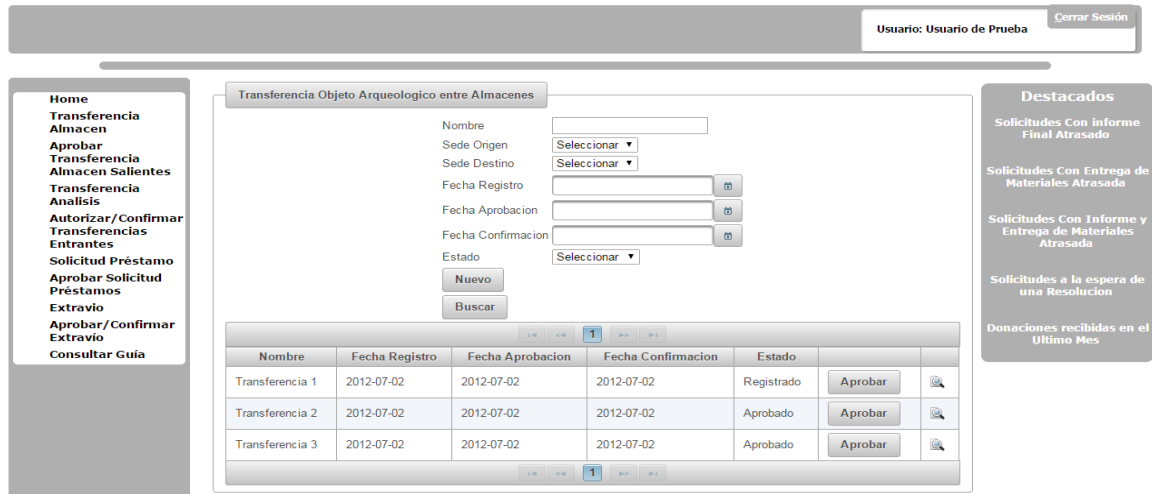 Usuario: Usuario de Prueba
Cerrar Sesión
Home
Transferencia
Almacen
Aprobar
Transferencia
Almacen Salientes
Transferencia
Analisis
Autorizar/Confirmar
Transferencias
Entrantes
Solicitud Préstamo
Aprobar Solicitud
Préstamos
Extravio
Aprobar/Confirmar
Extravío
Consultar Guía
Transferencia Objeto Arqueologico entre Almacenes
Nombre
Sede Origen Seleccionar
Sede Destino Seleccionar
Fecha Registro
Fecha Aprobacion
Fecha Confirmacion
Estado Seleccionar
Nuevo
Buscar
1
Nombre Fecha Registro Fecha Aprobacion Fecha Confirmacion Estado
Transferencia 1 2012-07-02 2012-07-02 2012-07-02 Registrado Aprobar
Transferencia 2 2012-07-02 2012-07-02 2012-07-02 Aprobado Aprobar
Transferencia 3 2012-07-02 2012-07-02 2012-07-02 Aprobado Aprobar
1
Destacados
Solicitudes Con informe
Final Atrasado
Solicitudes Con Entrega de
Materiales Atrasada
Solicitudes Con Informe y
Entrega de Materiales
Atrasada
Solicitudes a la espera de
una Resolucion
Donaciones recibidas en el
Ultimo Mes